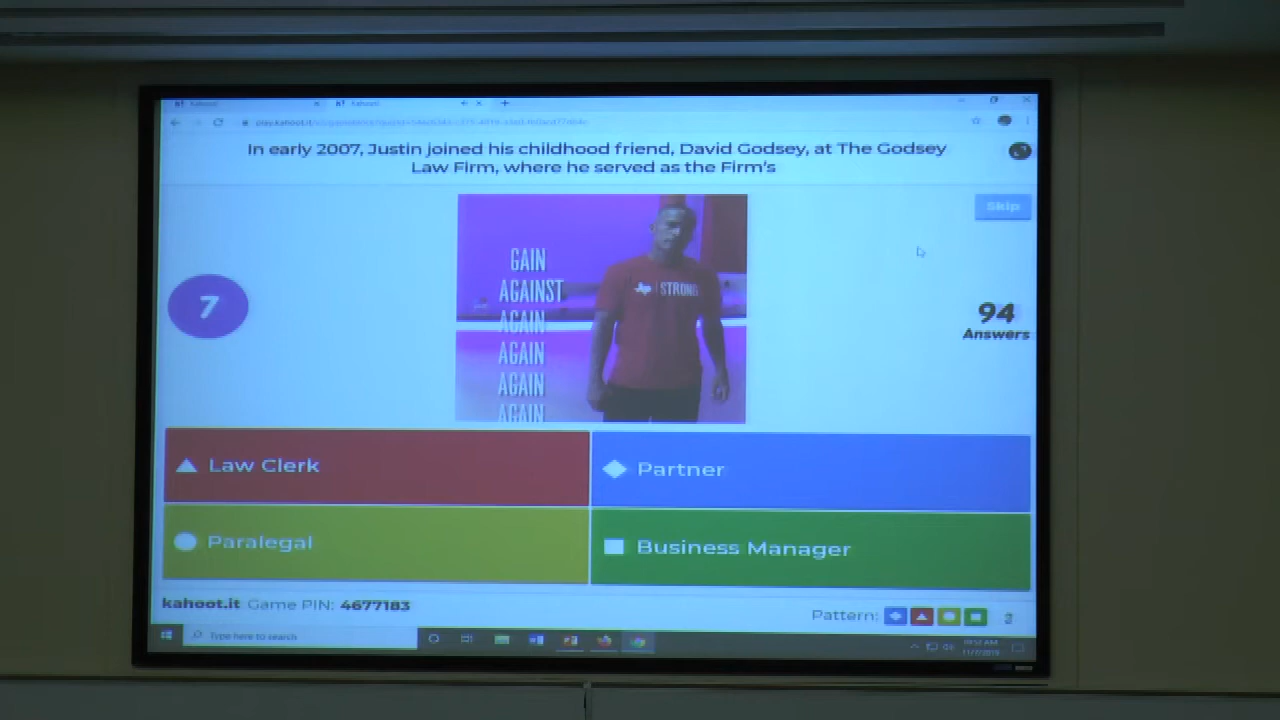 Kahoot!
Kahoot!
In early 2007, Justin joined his childhood friend, David Godsey, at The Godsey
Law Firm, where he served as the Firm's
Skip
7
GAIN
AGAINST
AGAIN
AGAIN
AGAIN
AGAIN
STRONG
94
Answers
Law Clerk
Partner
Paralegal
Business Manager
kahoot.it Game PIN: 4677183
Pattern:
Type here to search